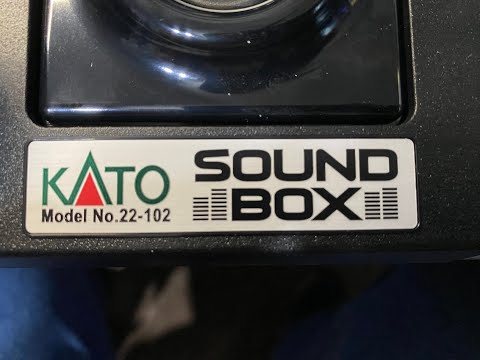 KATO
Model No.22-102
SOUND
BOX